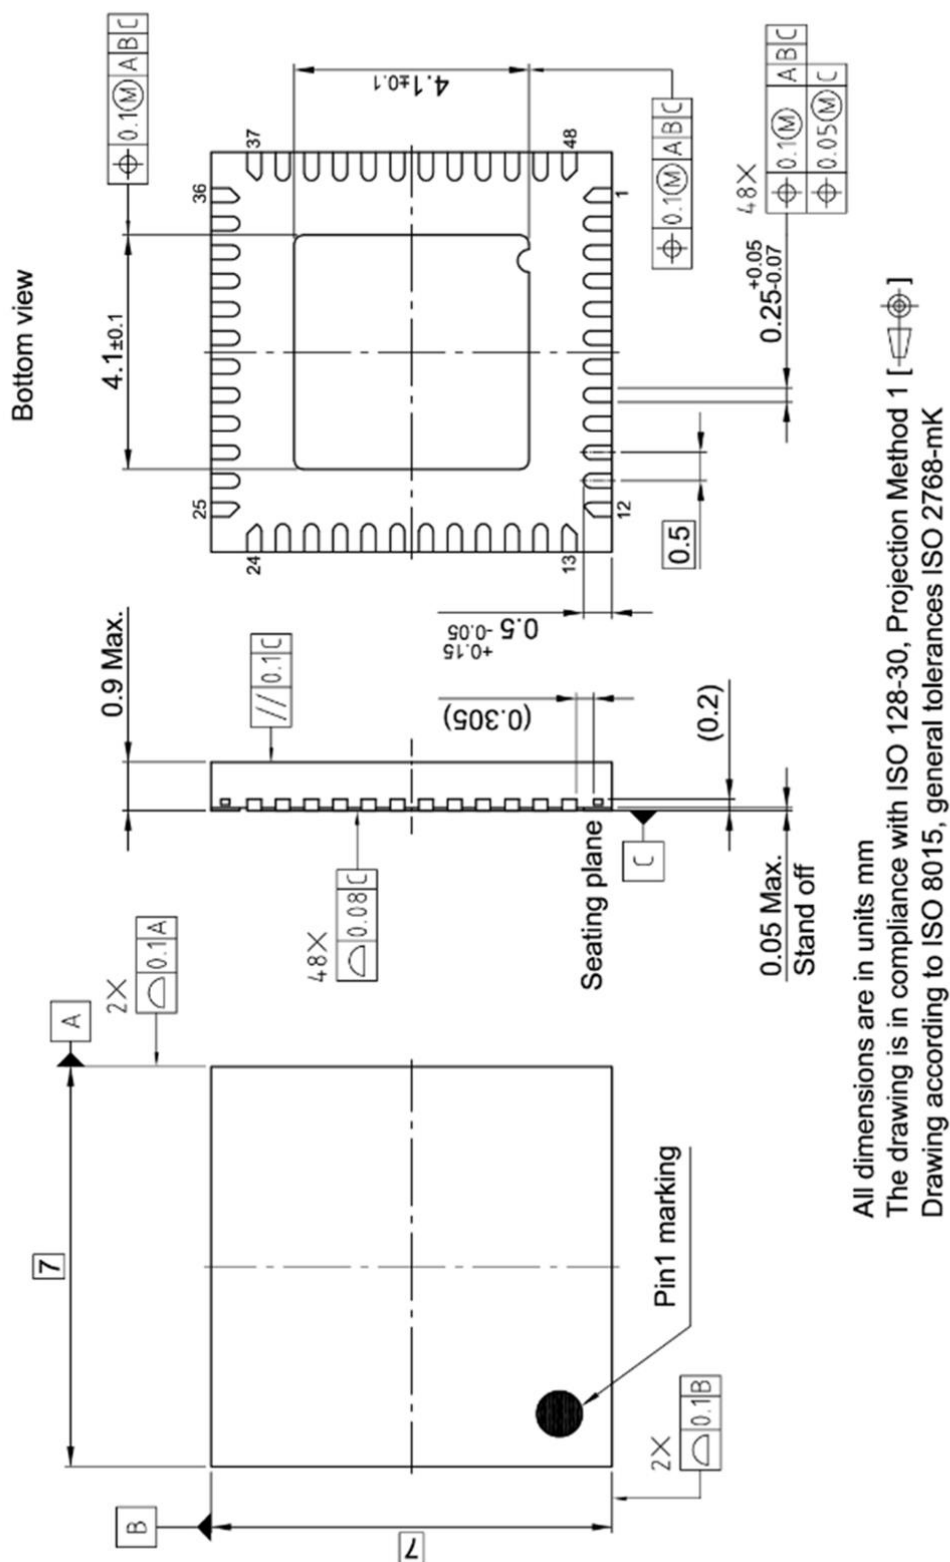 Bottom view
4.1±0.1
⌖ 0.1Ⓜ A B C
36
37
25
24
48
1
12
13
4.1±0.1
⌖ 0.1Ⓜ A B C
48X
⌖ 0.1Ⓜ A B C
⌖ 0.05Ⓜ C
0.25 +0.05 -0.07
0.5
0.5 +0.15 -0.05
0.9 Max.
// 0.1 C
(0.305)
(0.2)
48X
⌓ 0.08 C
Seating plane
C
0.05 Max.
Stand off
7
A
2X
⌓ 0.1 A
B
7
Pin1 marking
2X
⌓ 0.1 B
All dimensions are in units mm
The drawing is in compliance with ISO 128-30, Projection Method 1 [ ]
Drawing according to ISO 8015, general tolerances ISO 2768-mK